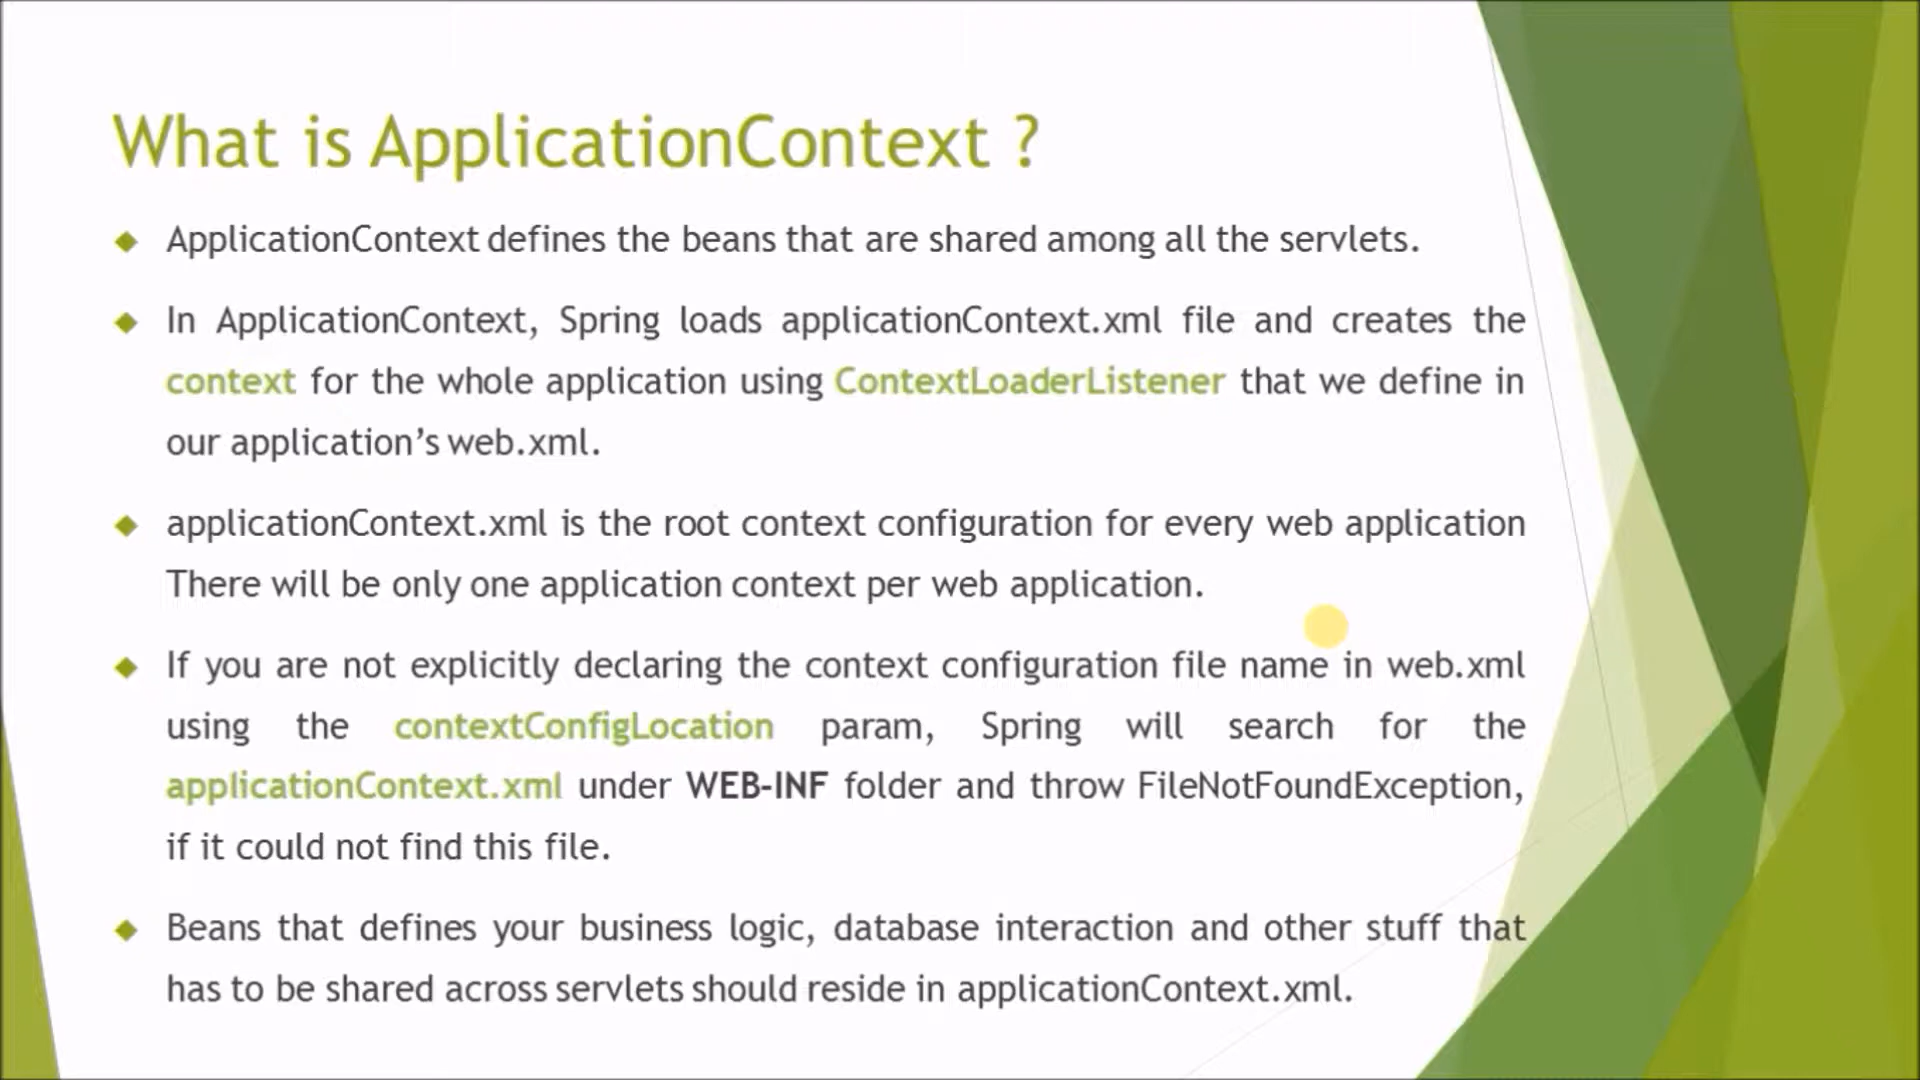 What is ApplicationContext ?
ApplicationContext defines the beans that are shared among all the servlets.
In ApplicationContext, Spring loads applicationContext.xml file and creates the
context for the whole application using ContextLoaderListener that we define in
our application’s web.xml.
applicationContext.xml is the root context configuration for every web application
There will be only one application context per web application.
If you are not explicitly declaring the context configuration file name in web.xml
using the contextConfigLocation param, Spring will search for the
applicationContext.xml under WEB-INF folder and throw FileNotFoundException,
if it could not find this file.
Beans that defines your business logic, database interaction and other stuff that
has to be shared across servlets should reside in applicationContext.xml.